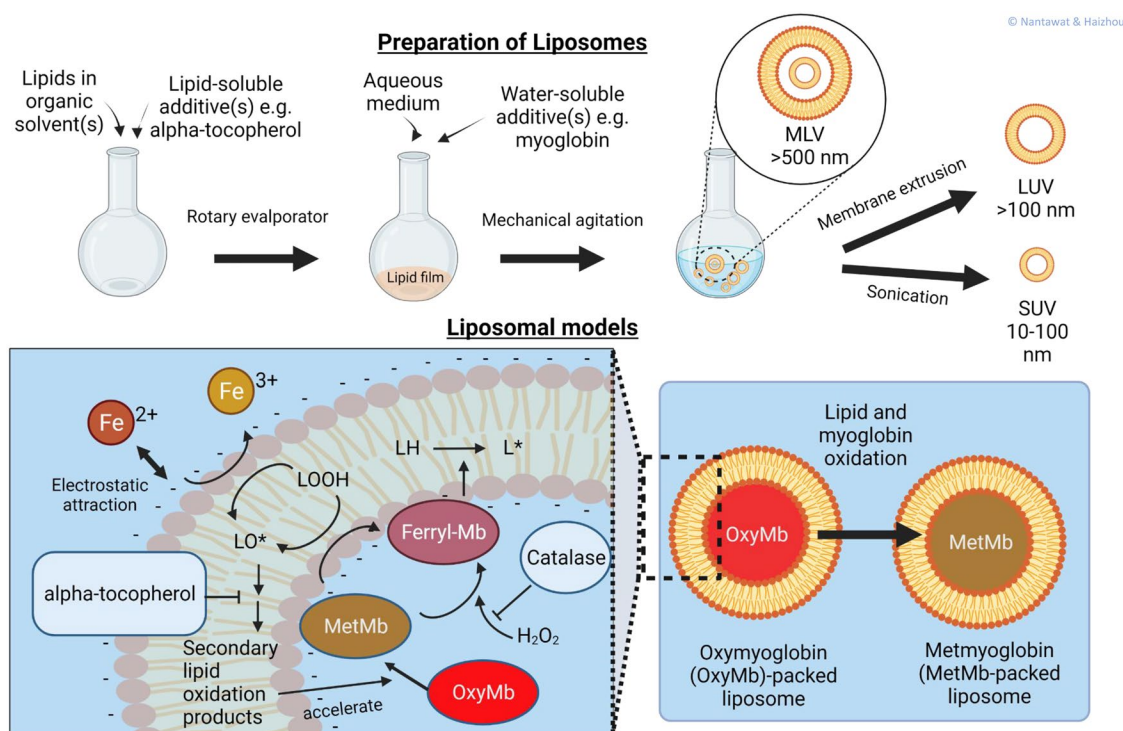 © Nantawat & Haizhou
Preparation of Liposomes
Lipids in
organic
solvent(s)
Lipid-soluble
additive(s) e.g.
alpha-tocopherol
Aqueous
medium
Water-soluble
additive(s) e.g.
myoglobin
MLV
>500 nm
Rotary evalporator
Mechanical agitation
Lipid film
Membrane extrusion
Sonication
LUV
>100 nm
SUV
10-100
nm
Liposomal models
Fe 2+
Fe 3+
Electrostatic
attraction
LOOH
LO*
LH
L*
Ferryl-Mb
Catalase
alpha-tocopherol
MetMb
H₂O₂
Secondary
lipid
oxidation
products
accelerate
OxyMb
Lipid and
myoglobin
oxidation
OxyMb
MetMb
Oxymyoglobin
(OxyMb)-packed
liposome
Metmyoglobin
(MetMb-packed
liposome